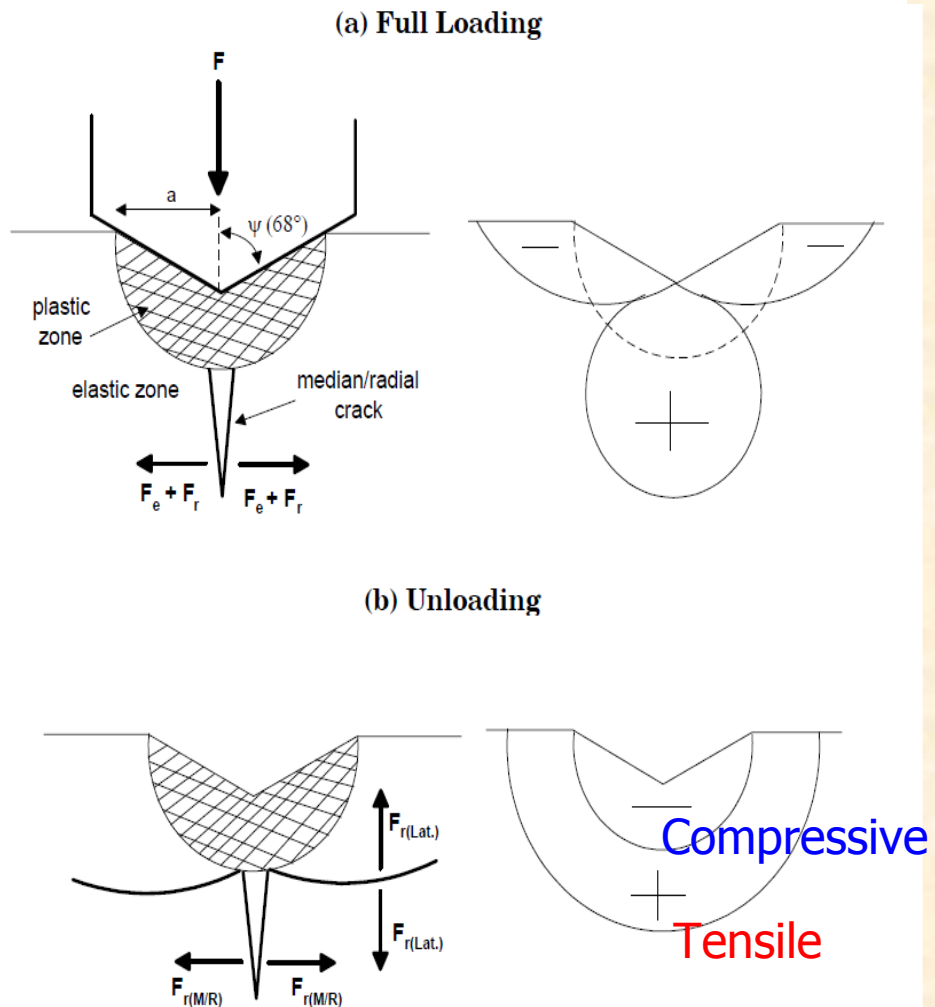 (a) Full Loading
F
a
ψ (68°)
plastic
zone
elastic zone
median/radial
crack
Fe + Fr
Fe + Fr
−
−
+
(b) Unloading
Fr(Lat.)
Fr(Lat.)
Fr(M/R)
Fr(M/R)
−
Compressive
+
Tensile